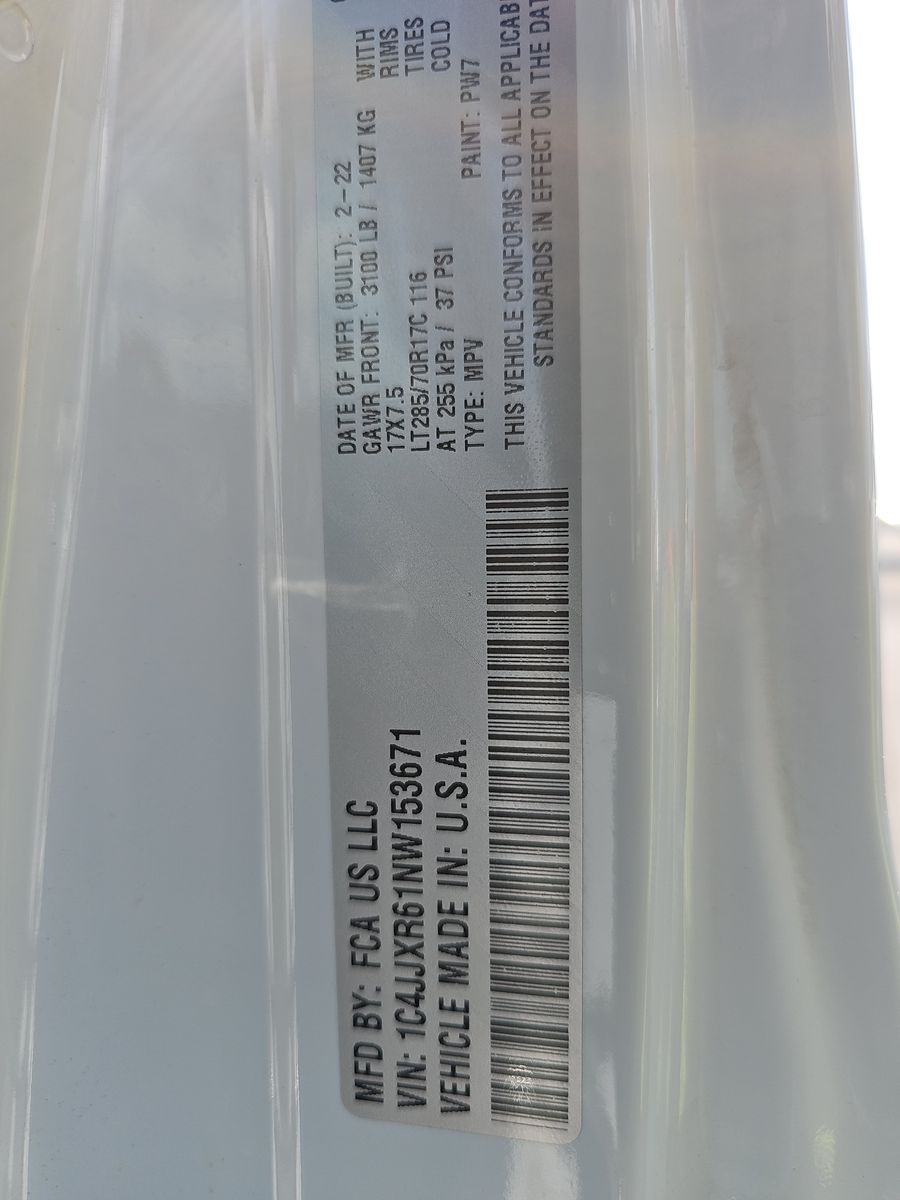 MFD BY: FCA US LLC
VIN: 1C4JJXR61NW153671
VEHICLE MADE IN: U.S.A.
DATE OF MFR (BUILT): 2-22
GAWR FRONT: 3100 LB / 1407 KG WITH
17X7.5 RIMS
LT285/70R17C 116 TIRES
AT 255 kPa / 37 PSI COLD
TYPE: MPV PAINT: PW7
THIS VEHICLE CONFORMS TO ALL
STANDARDS IN EFFECT ON THE